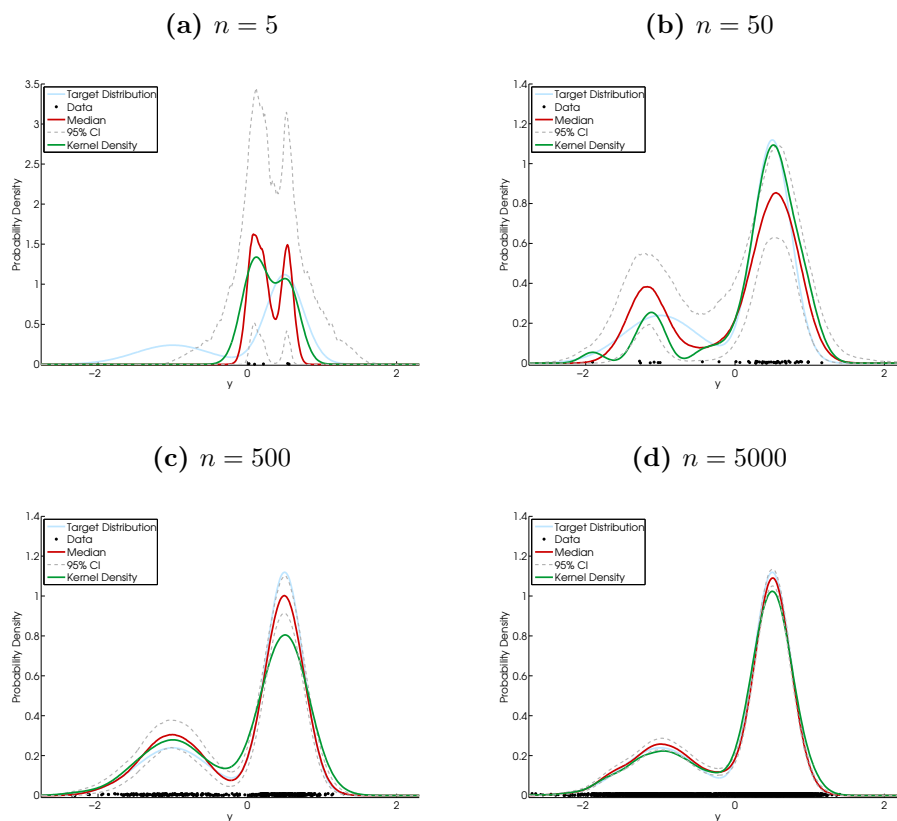 (a) n = 5
3.5
3
2.5
2
1.5
1
0.5
0
−2 0 2
y
Probability Density
Target Distribution
Data
Median
95% CI
Kernel Density
(b) n = 50
1.4
1.2
1
0.8
0.6
0.4
0.2
0
−2 0 2
y
Probability Density
Target Distribution
Data
Median
95% CI
Kernel Density
(c) n = 500
1.4
1.2
1
0.8
0.6
0.4
0.2
0
−2 0 2
y
Probability Density
Target Distribution
Data
Median
95% CI
Kernel Density
(d) n = 5000
1.4
1.2
1
0.8
0.6
0.4
0.2
0
−2 0 2
y
Probability Density
Target Distribution
Data
Median
95% CI
Kernel Density